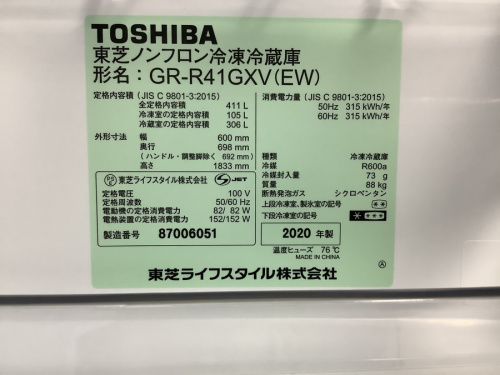 TOSHIBA
東芝ノンフロン冷凍冷蔵庫
形名：GR-R41GXV(EW)
定格内容積(JIS C 9801-3:2015)
全定格内容積 411 L
冷凍室の定格内容積 105 L
冷蔵室の定格内容積 306 L
外形寸法 幅 600 mm
奥行 698 mm
(ハンドル・調整脚除く 692 mm)
高さ 1833 mm
東芝ライフスタイル株式会社 JET
定格電圧 100 V
定格周波数 50/60 Hz
電動機の定格消費電力 82/ 82 W
電熱装置の定格消費電力 152/152 W
製造番号 87006051
消費電力量(JIS C 9801-3:2015)
50Hz 315 kWh/年
60Hz 315 kWh/年
種類 冷凍冷蔵庫
冷媒 R600a
冷媒封入量 73 g
質量 88 kg
断熱発泡ガス シクロペンタン
上段冷凍室、製氷室の記号
下段冷凍室の記号
2020 年製
温度ヒューズ 76℃
MADE IN CHINA
Ⓐ
東芝ライフスタイル株式会社